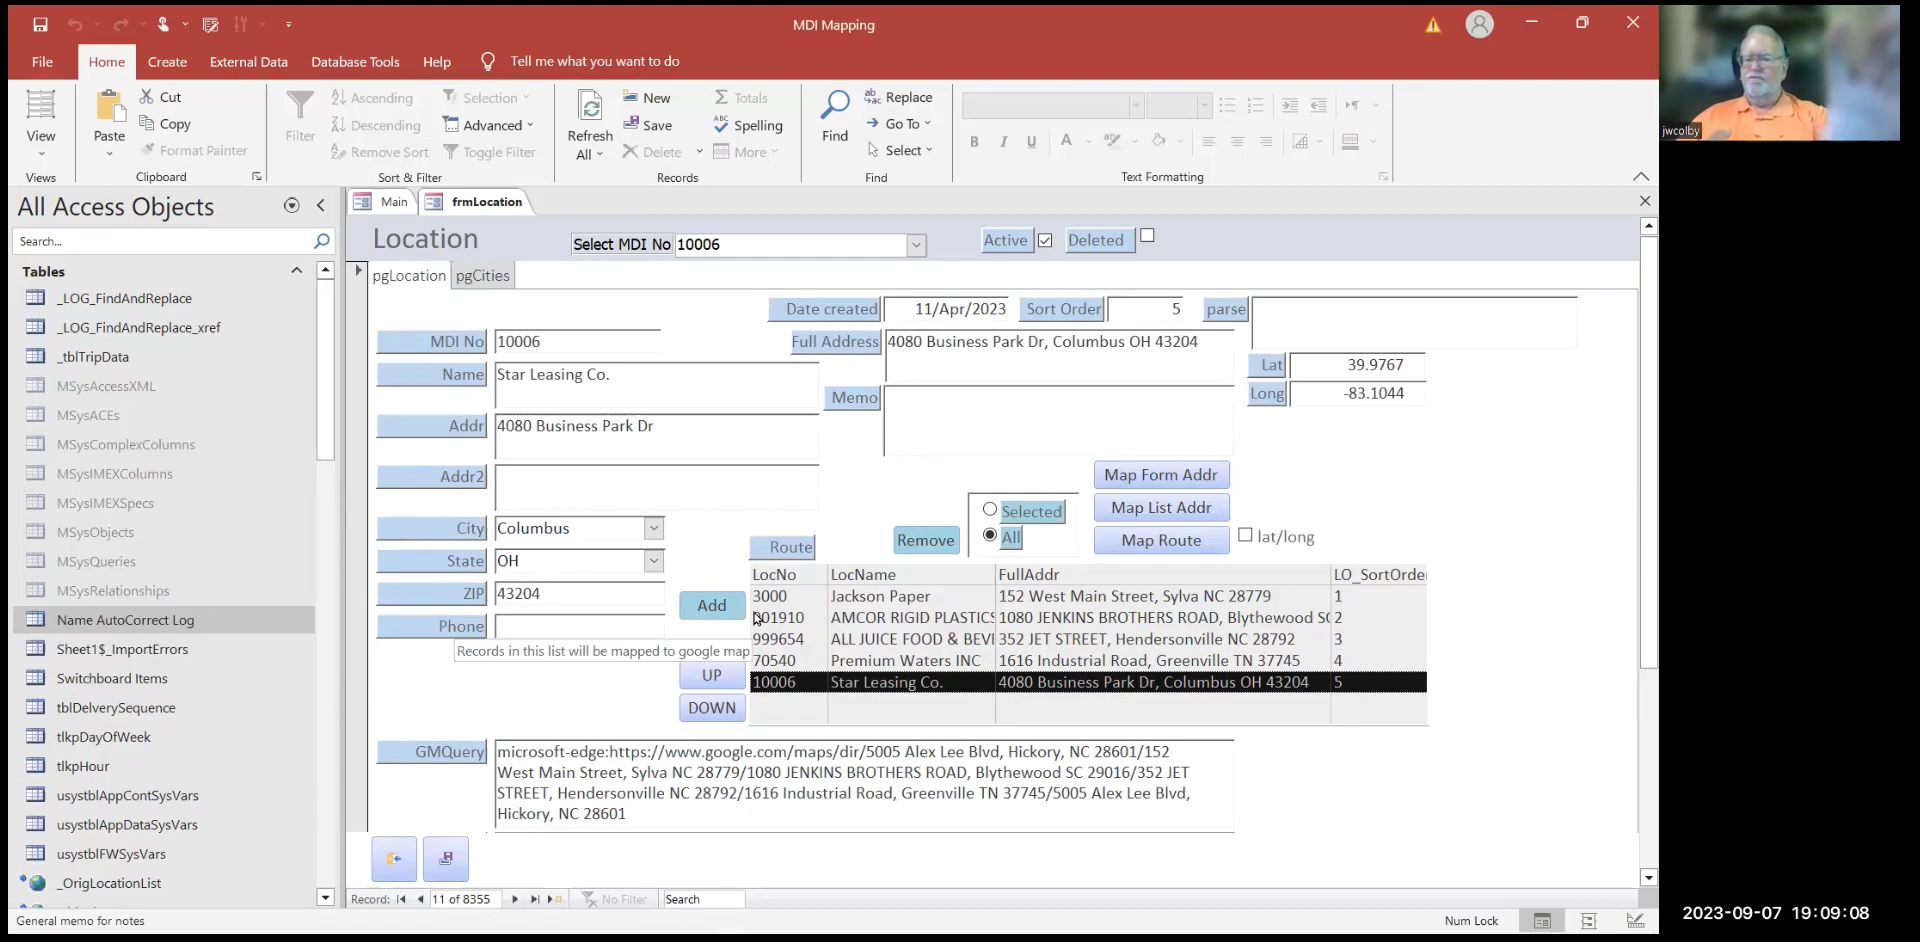 MDI Mapping
File Home Create External Data Database Tools Help Tell me what you want to do
View
Views
Paste
Cut
Copy
Format Painter
Clipboard
Filter
Ascending
Descending
Remove Sort
Selection
Advanced
Toggle Filter
Sort & Filter
Refresh
All
New
Save
Delete
Totals
Spelling
More
Records
Find
Replace
Go To
Select
Find
Text Formatting
jwcolby
All Access Objects
Search...
Tables
_LOG_FindAndReplace
_LOG_FindAndReplace_xref
_tblTripData
MSysAccessXML
MSysACEs
MSysComplexColumns
MSysIMEXColumns
MSysIMEXSpecs
MSysObjects
MSysQueries
MSysRelationships
Name AutoCorrect Log
Sheet1$_ImportErrors
Switchboard Items
tblDelverySequence
tlkpDayOfWeek
tlkpHour
usystblAppContSysVars
usystblAppDataSysVars
usystblFWSysVars
_OrigLocationList
Main frmLocation
Location
Select MDI No 10006
Active Deleted
pgLocation pgCities
Date created 11/Apr/2023 Sort Order 5 parse
MDI No 10006
Full Address 4080 Business Park Dr, Columbus OH 43204
Lat 39.9767
Name Star Leasing Co.
Memo
Long -83.1044
Addr 4080 Business Park Dr
Addr2
Map Form Addr
Selected
Map List Addr
City Columbus
Remove
All
Map Route
lat/long
Route
State OH
LocNo LocName FullAddr LO_SortOrde
ZIP 43204
Add
3000 Jackson Paper 152 West Main Street, Sylva NC 28779 1
01910 AMCOR RIGID PLASTICS 1080 JENKINS BROTHERS ROAD, Blythewood SC 2
Phone
999654 ALL JUICE FOOD & BEVI 352 JET STREET, Hendersonville NC 28792 3
Records in this list will be mapped to google map
70540 Premium Waters INC 1616 Industrial Road, Greenville TN 37745 4
UP
10006 Star Leasing Co. 4080 Business Park Dr, Columbus OH 43204 5
DOWN
GMQuery
microsoft-edge:https://www.google.com/maps/dir/5005 Alex Lee Blvd, Hickory, NC 28601/152
West Main Street, Sylva NC 28779/1080 JENKINS BROTHERS ROAD, Blythewood SC 29016/352 JET
STREET, Hendersonville NC 28792/1616 Industrial Road, Greenville TN 37745/5005 Alex Lee Blvd,
Hickory, NC 28601
Record: 11 of 8355 No Filter Search
General memo for notes
Num Lock
2023-09-07 19:09:08